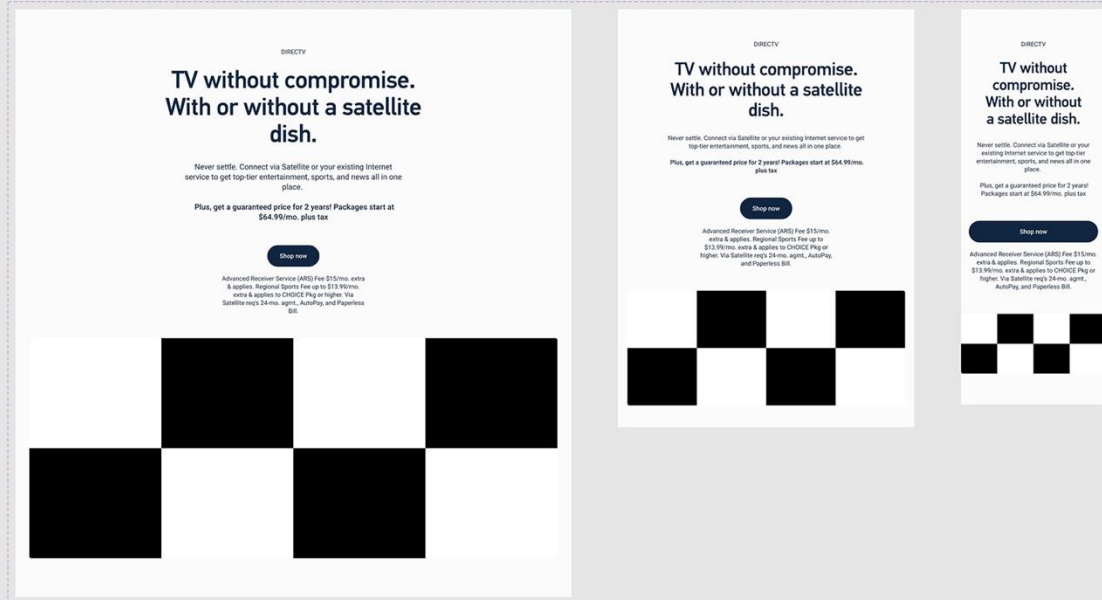 DIRECTV
TV without compromise.
With or without a satellite
dish.
Never settle. Connect via Satellite or your existing Internet
service to get top-tier entertainment, sports, and news all in one
place.
Plus, get a guaranteed price for 2 years! Packages start at
$64.99/mo. plus tax
Shop now
Advanced Receiver Service (ARS) Fee $15/mo. extra
& applies. Regional Sports Fee up to $13.99/mo.
extra & applies to CHOICE Pkg or higher. Via
Satellite req's 24-mo. agmt., AutoPay, and Paperless
Bill.
DIRECTV
TV without compromise.
With or without a satellite
dish.
Never settle. Connect via Satellite or your existing Internet service to get
top-tier entertainment, sports, and news all in one place.
Plus, get a guaranteed price for 2 years! Packages start at $64.99/mo.
plus tax
Shop now
Advanced Receiver Service (ARS) Fee $15/mo.
extra & applies. Regional Sports Fee up to
$13.99/mo. extra & applies to CHOICE Pkg or
higher. Via Satellite req's 24-mo. agmt., AutoPay,
and Paperless Bill.
DIRECTV
TV without
compromise.
With or without
a satellite dish.
Never settle. Connect via Satellite or your
existing Internet service to get top-tier
entertainment, sports, and news all in one
place.
Plus, get a guaranteed price for 2 years!
Packages start at $64.99/mo. plus tax
Shop now
Advanced Receiver Service (ARS) Fee $15/mo.
extra & applies. Regional Sports Fee up to
$13.99/mo. extra & applies to CHOICE Pkg or
higher. Via Satellite req's 24-mo. agmt.,
AutoPay, and Paperless Bill.